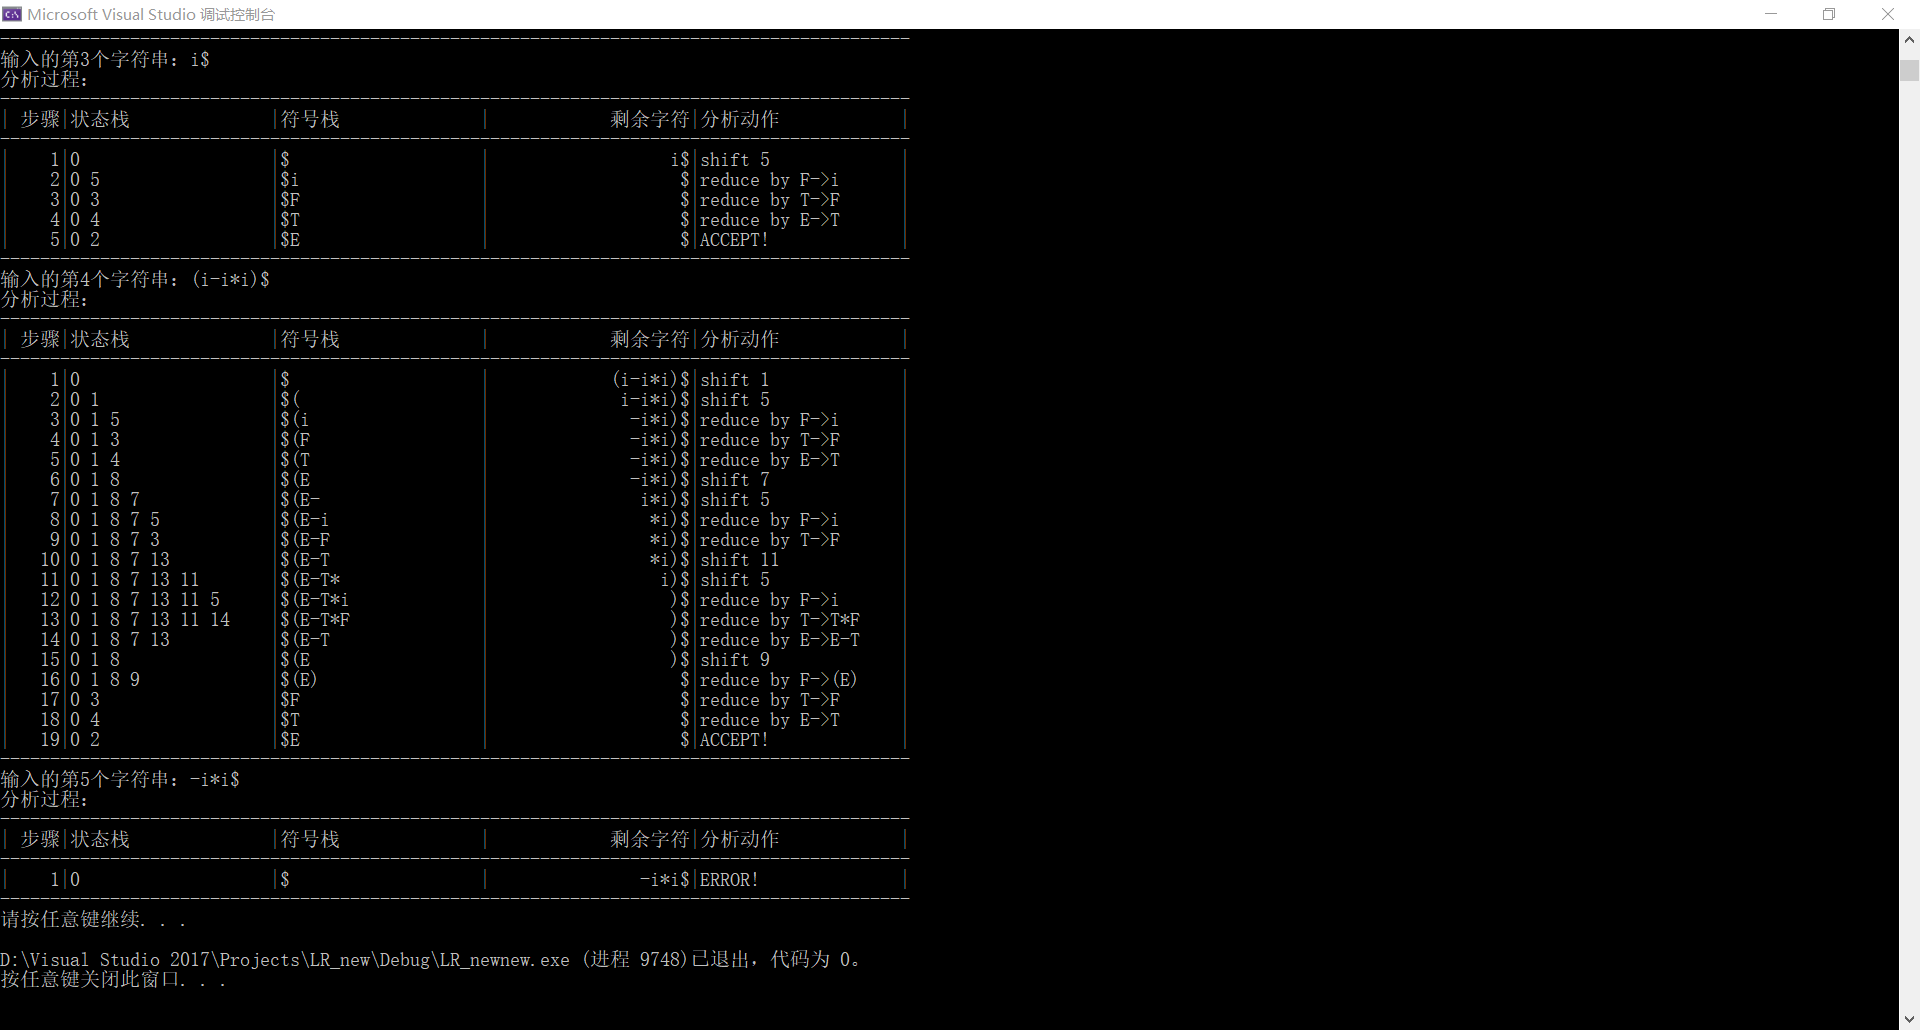 Microsoft Visual Studio 调试控制台
输入的第3个字符串: i$
分析过程:
| 步骤|状态栈 |符号栈 | 剩余字符|分析动作 |
| 1|0 |$ | i$|shift 5 |
| 2|0 5 |$i | $|reduce by F->i |
| 3|0 3 |$F | $|reduce by T->F |
| 4|0 4 |$T | $|reduce by E->T |
| 5|0 2 |$E | $|ACCEPT! |
输入的第4个字符串: (i-i*i)$
分析过程:
| 步骤|状态栈 |符号栈 | 剩余字符|分析动作 |
| 1|0 |$ | (i-i*i)$|shift 1 |
| 2|0 1 |$( | i-i*i)$|shift 5 |
| 3|0 1 5 |$(i | -i*i)$|reduce by F->i |
| 4|0 1 3 |$(F | -i*i)$|reduce by T->F |
| 5|0 1 4 |$(T | -i*i)$|reduce by E->T |
| 6|0 1 8 |$(E | -i*i)$|shift 7 |
| 7|0 1 8 7 |$(E- | i*i)$|shift 5 |
| 8|0 1 8 7 5 |$(E-i | *i)$|reduce by F->i |
| 9|0 1 8 7 3 |$(E-F | *i)$|reduce by T->F |
| 10|0 1 8 7 13 |$(E-T | *i)$|shift 11 |
| 11|0 1 8 7 13 11 |$(E-T* | i)$|shift 5 |
| 12|0 1 8 7 13 11 5 |$(E-T*i | )$|reduce by F->i |
| 13|0 1 8 7 13 11 14 |$(E-T*F | )$|reduce by T->T*F |
| 14|0 1 8 7 13 |$(E-T | )$|reduce by E->E-T |
| 15|0 1 8 |$(E | )$|shift 9 |
| 16|0 1 8 9 |$(E) | $|reduce by F->(E) |
| 17|0 3 |$F | $|reduce by T->F |
| 18|0 4 |$T | $|reduce by E->T |
| 19|0 2 |$E | $|ACCEPT! |
输入的第5个字符串: -i*i$
分析过程:
| 步骤|状态栈 |符号栈 | 剩余字符|分析动作 |
| 1|0 |$ | -i*i$|ERROR! |
请按任意键继续. . .
D:\Visual Studio 2017\Projects\LR_new\Debug\LR_newnew.exe (进程 9748)已退出，代码为 0。
按任意键关闭此窗口. . .